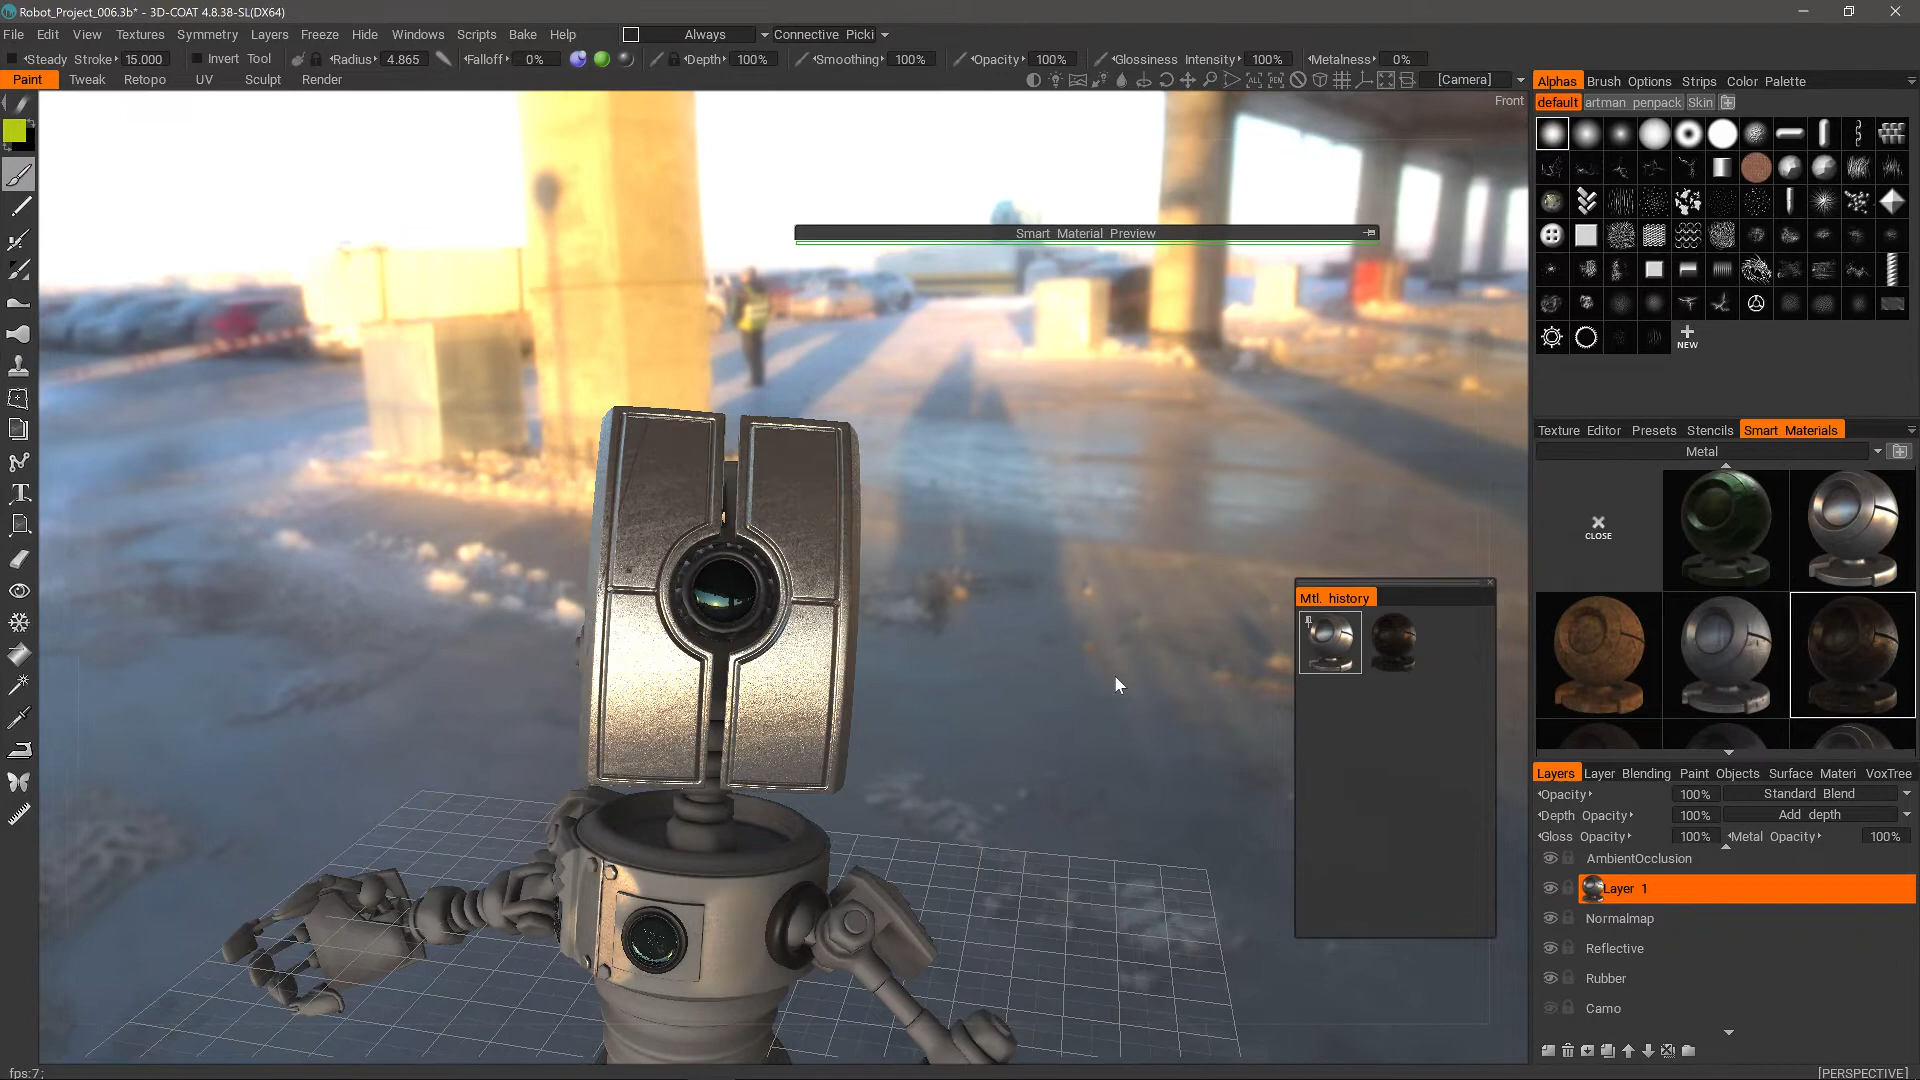 Robot_Project_006.3b* - 3D-COAT 4.8.38-SL(DX64)
File Edit View Textures Symmetry Layers Freeze Hide Windows Scripts Bake Help Always Connective Picki
Steady Stroke 15.000 Invert Tool Radius 4.865 Falloff 0% Depth 100% Smoothing 100% Opacity 100% Glossiness Intensity 100% Metalness 0%
Paint Tweak Retopo UV Sculpt Render [Camera]
Front
Smart Material Preview
Mtl. history
Alphas Brush Options Strips Color Palette
default artman penpack Skin
NEW
Texture Editor Presets Stencils Smart Materials
Metal
CLOSE
Layers Layer Blending Paint Objects Surface Materi VoxTree
Opacity 100% Standard Blend
Depth Opacity 100% Add depth
Gloss Opacity 100% Metal Opacity 100%
AmbientOcclusion
Layer 1
Normalmap
Reflective
Rubber
Camo
fps:7;
[PERSPECTIVE]